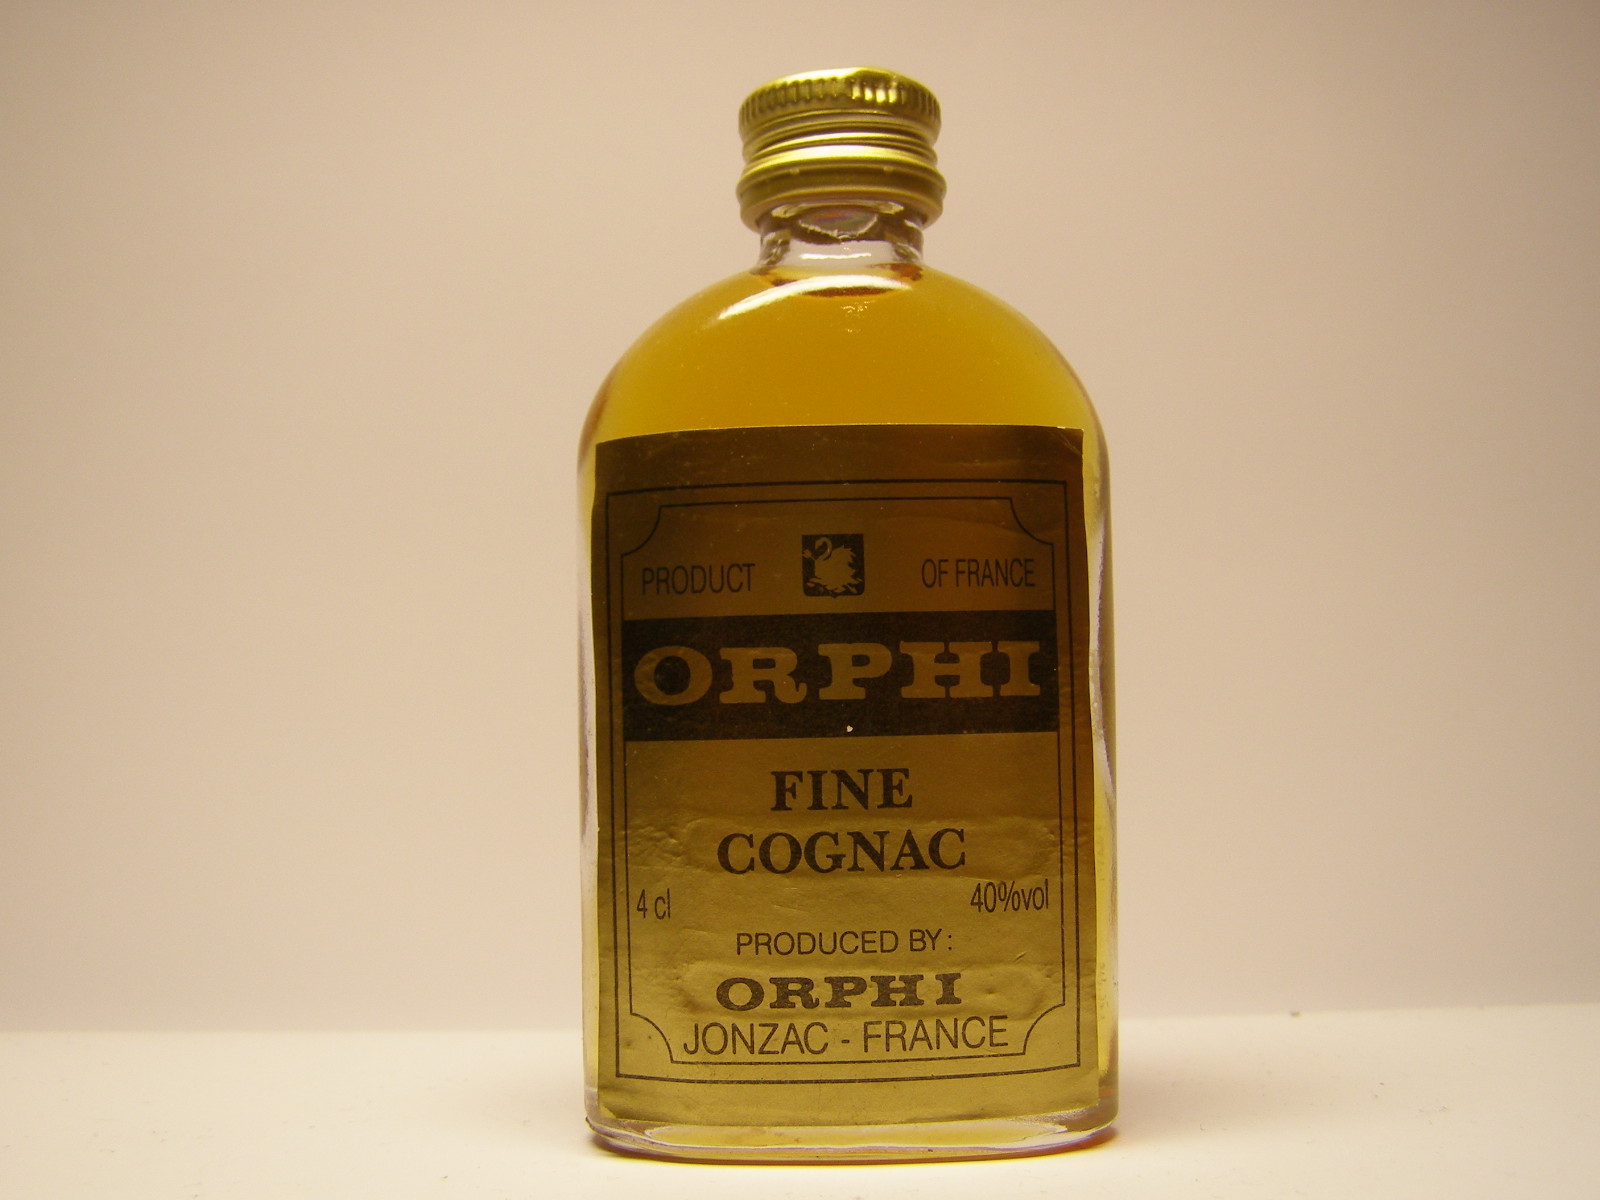 PRODUCT OF FRANCE
ORPHI
FINE
COGNAC
4 cl 40%vol
PRODUCED BY:
ORPHI
JONZAC - FRANCE